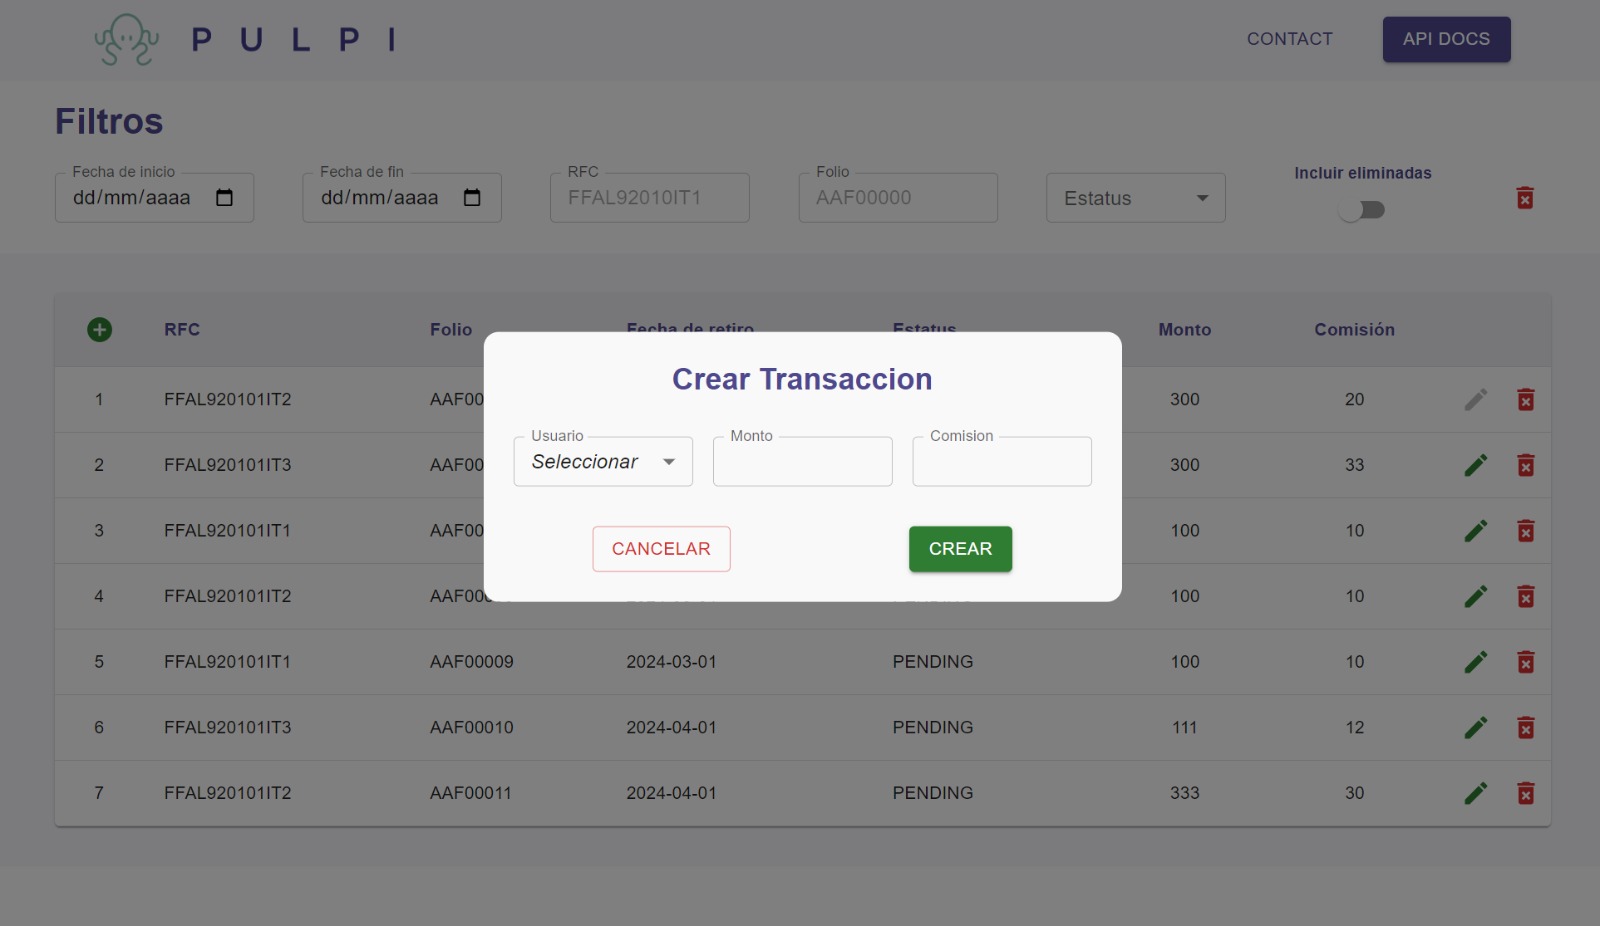 PULPI CONTACT API DOCS
Filtros
Fecha de inicio Fecha de fin RFC Folio Incluir eliminadas
dd/mm/aaaa dd/mm/aaaa FFAL92010IT1 AAF00000 Estatus
RFC Folio Fecha de retiro Estatus Monto Comisión
Crear Transaccion
1 FFAL920101IT2 AAF00 300 20
Usuario Monto Comision
Seleccionar
2 FFAL920101IT3 AAF00 300 33
3 FFAL920101IT1 AAF00 100 10
CANCELAR CREAR
4 FFAL920101IT2 AAF00 100 10
5 FFAL920101IT1 AAF00009 2024-03-01 PENDING 100 10
6 FFAL920101IT3 AAF00010 2024-04-01 PENDING 111 12
7 FFAL920101IT2 AAF00011 2024-04-01 PENDING 333 30